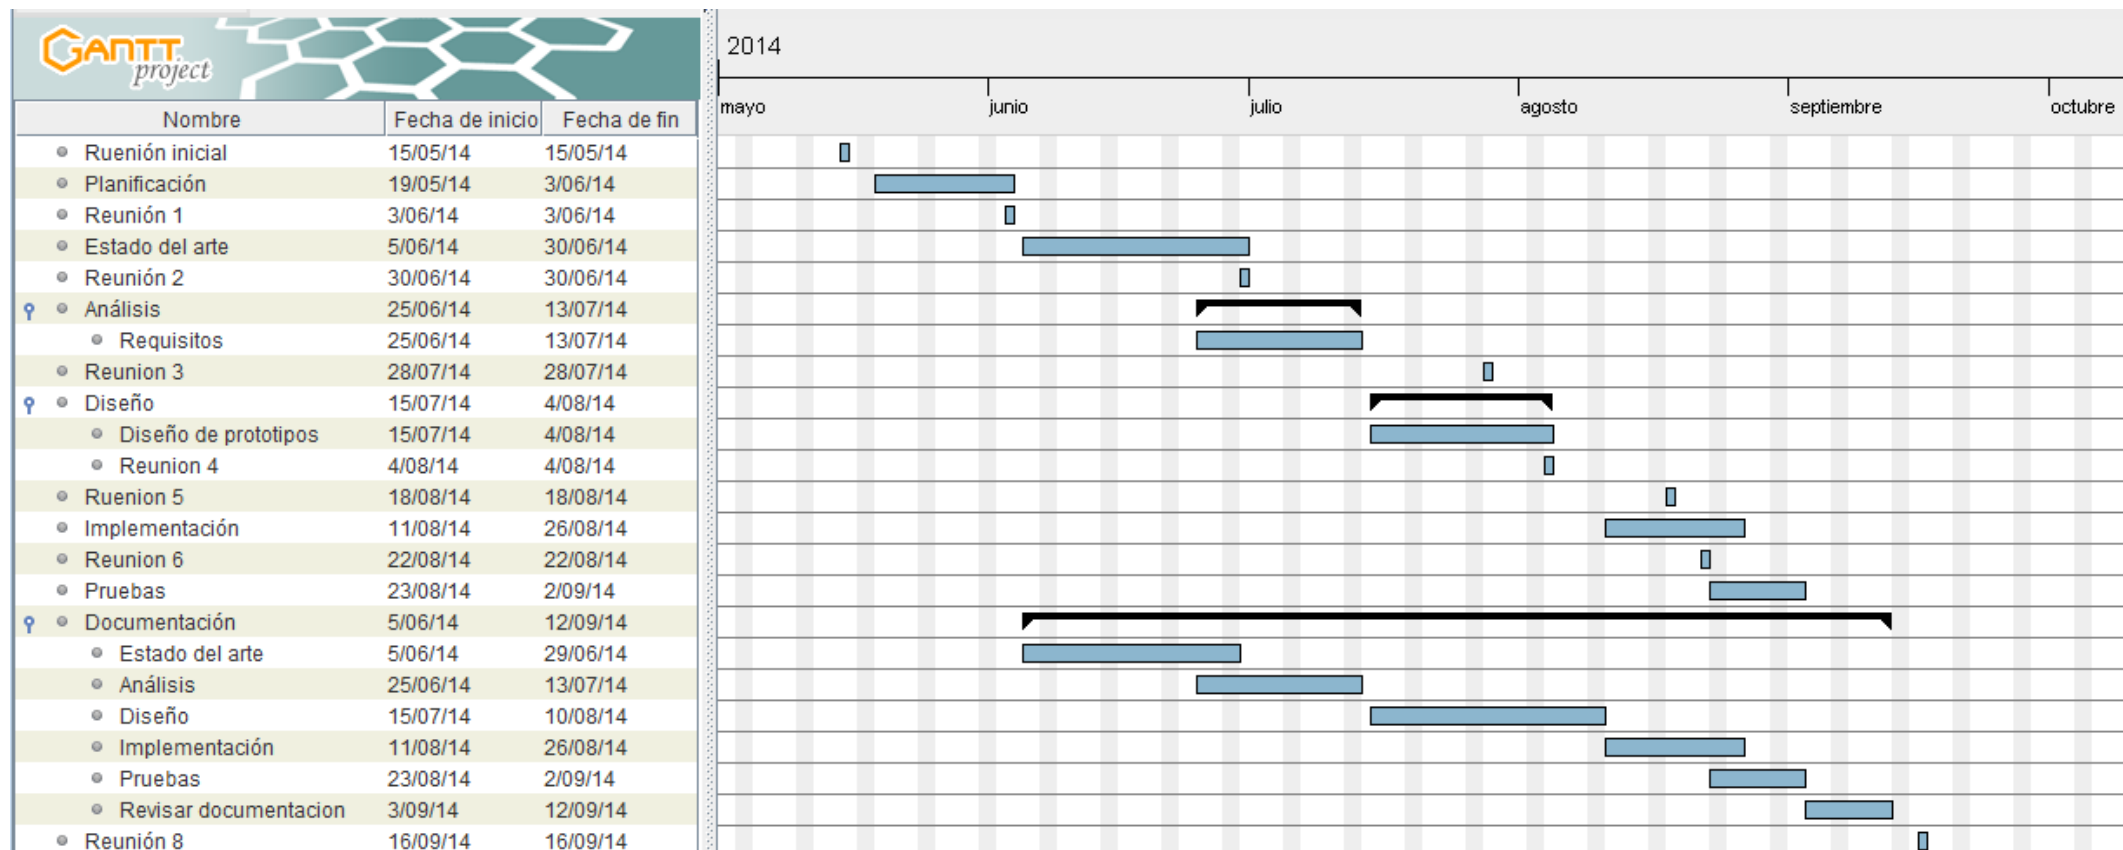 GANTT
project
2014
mayo junio julio agosto septiembre octubre
Nombre Fecha de inicio Fecha de fin
Ruenión inicial 15/05/14 15/05/14
Planificación 19/05/14 3/06/14
Reunión 1 3/06/14 3/06/14
Estado del arte 5/06/14 30/06/14
Reunión 2 30/06/14 30/06/14
Análisis 25/06/14 13/07/14
Requisitos 25/06/14 13/07/14
Reunion 3 28/07/14 28/07/14
Diseño 15/07/14 4/08/14
Diseño de prototipos 15/07/14 4/08/14
Reunion 4 4/08/14 4/08/14
Ruenion 5 18/08/14 18/08/14
Implementación 11/08/14 26/08/14
Reunion 6 22/08/14 22/08/14
Pruebas 23/08/14 2/09/14
Documentación 5/06/14 12/09/14
Estado del arte 5/06/14 29/06/14
Análisis 25/06/14 13/07/14
Diseño 15/07/14 10/08/14
Implementación 11/08/14 26/08/14
Pruebas 23/08/14 2/09/14
Revisar documentacion 3/09/14 12/09/14
Reunión 8 16/09/14 16/09/14